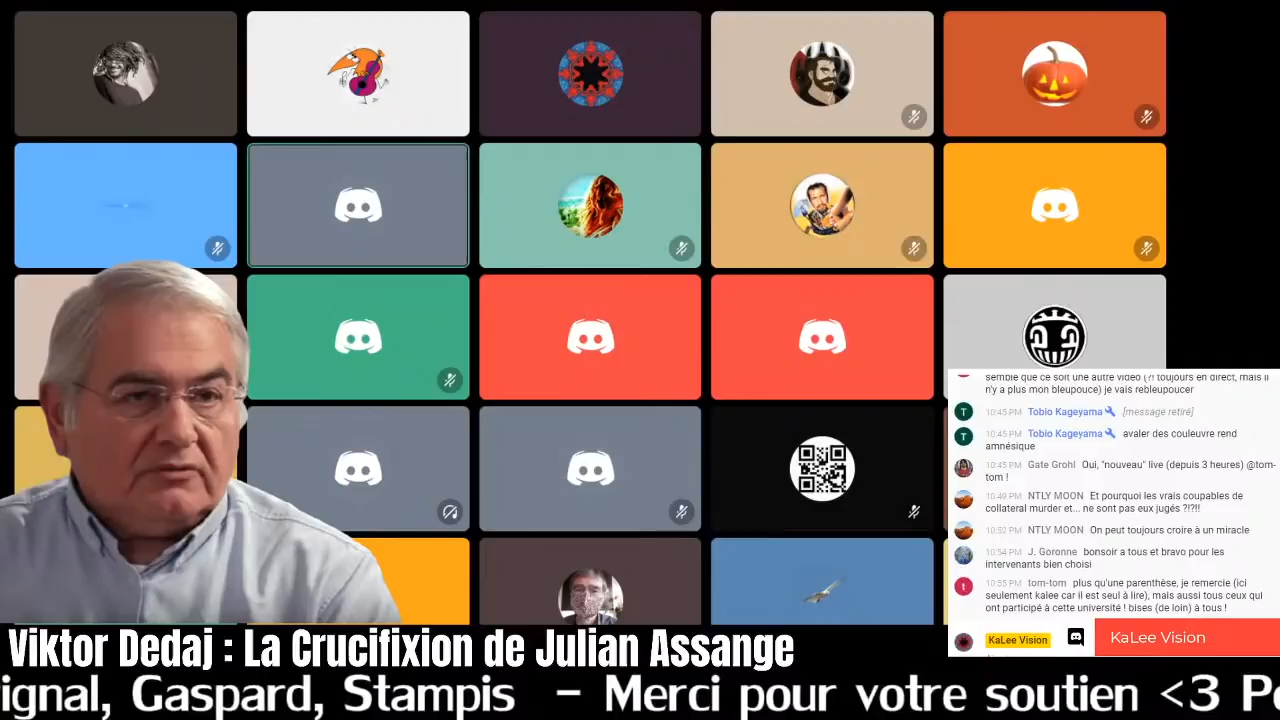 semble que ce soit une autre vidéo (?! toujours en direct, mais il
n'y a plus mon bleupouce) je vais rebleupoucer
T 10:45 PM Tobio Kageyama [message retiré]
T 10:45 PM Tobio Kageyama avaler des couleuvre rend
amnésique
10:45 PM Gate Grohl Oui, "nouveau" live (depuis 3 heures) @tom-
tom !
10:49 PM NTLY MOON Et pourquoi les vrais coupables de
collateral murder et... ne sont pas eux jugés ?!?!!
10:52 PM NTLY MOON On peut toujours croire à un miracle
10:54 PM J. Goronne bonsoir a tous et bravo pour les
intervenants bien choisi
t 10:55 PM tom-tom plus qu'une parenthèse, je remercie (ici
seulement kalee car il est seul à lire), mais aussi tous ceux qui
ont participé à cette université ! bises (de loin) à tous !
KaLee Vision
KaLee Vision
Viktor Dedaj : La Crucifixion de Julian Assange
ignal, Gaspard, Stampis – Merci pour votre soutien <3 Po